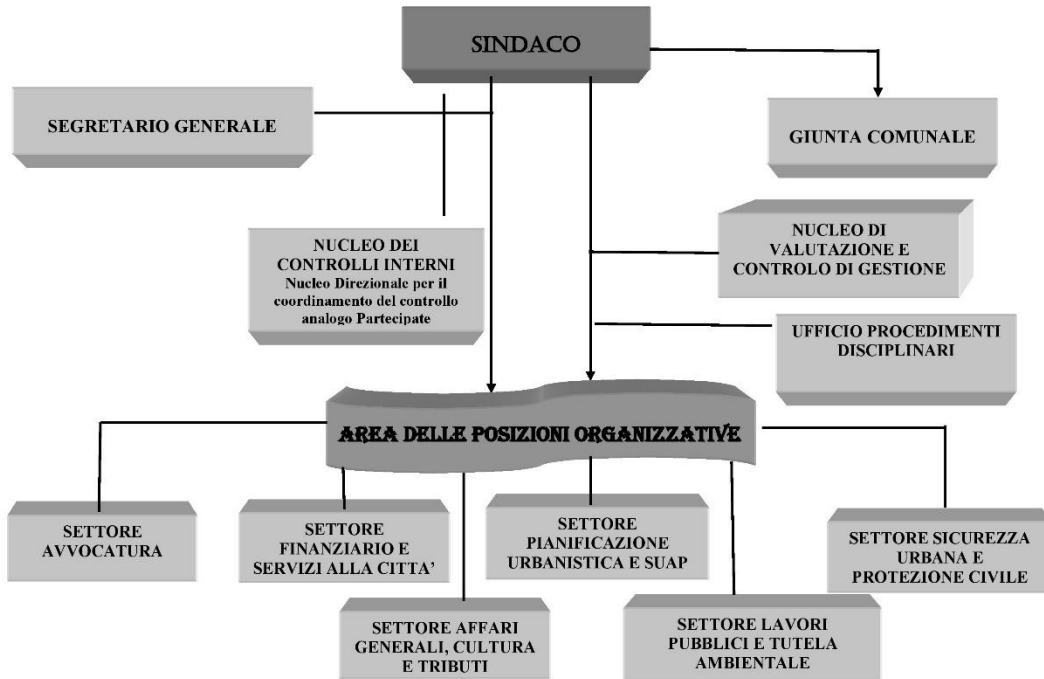 SINDACO
SEGRETARIO GENERALE
GIUNTA COMUNALE
NUCLEO DEI
CONTROLLI INTERNI
Nucleo Direzionale per il
coordinamento del controllo
analogo Partecipate
NUCLEO DI
VALUTAZIONE E
CONTROLO DI GESTIONE
UFFICIO PROCEDIMENTI
DISCIPLINARI
AREA DELLE POSIZIONI ORGANIZZATIVE
SETTORE
AVVOCATURA
SETTORE
FINANZIARIO E
SERVIZI ALLA CITTA'
SETTORE
PIANIFICAZIONE
URBANISTICA E SUAP
SETTORE SICUREZZA
URBANA E
PROTEZIONE CIVILE
SETTORE AFFARI
GENERALI, CULTURA
E TRIBUTI
SETTORE LAVORI
PUBBLICI E TUTELA
AMBIENTALE